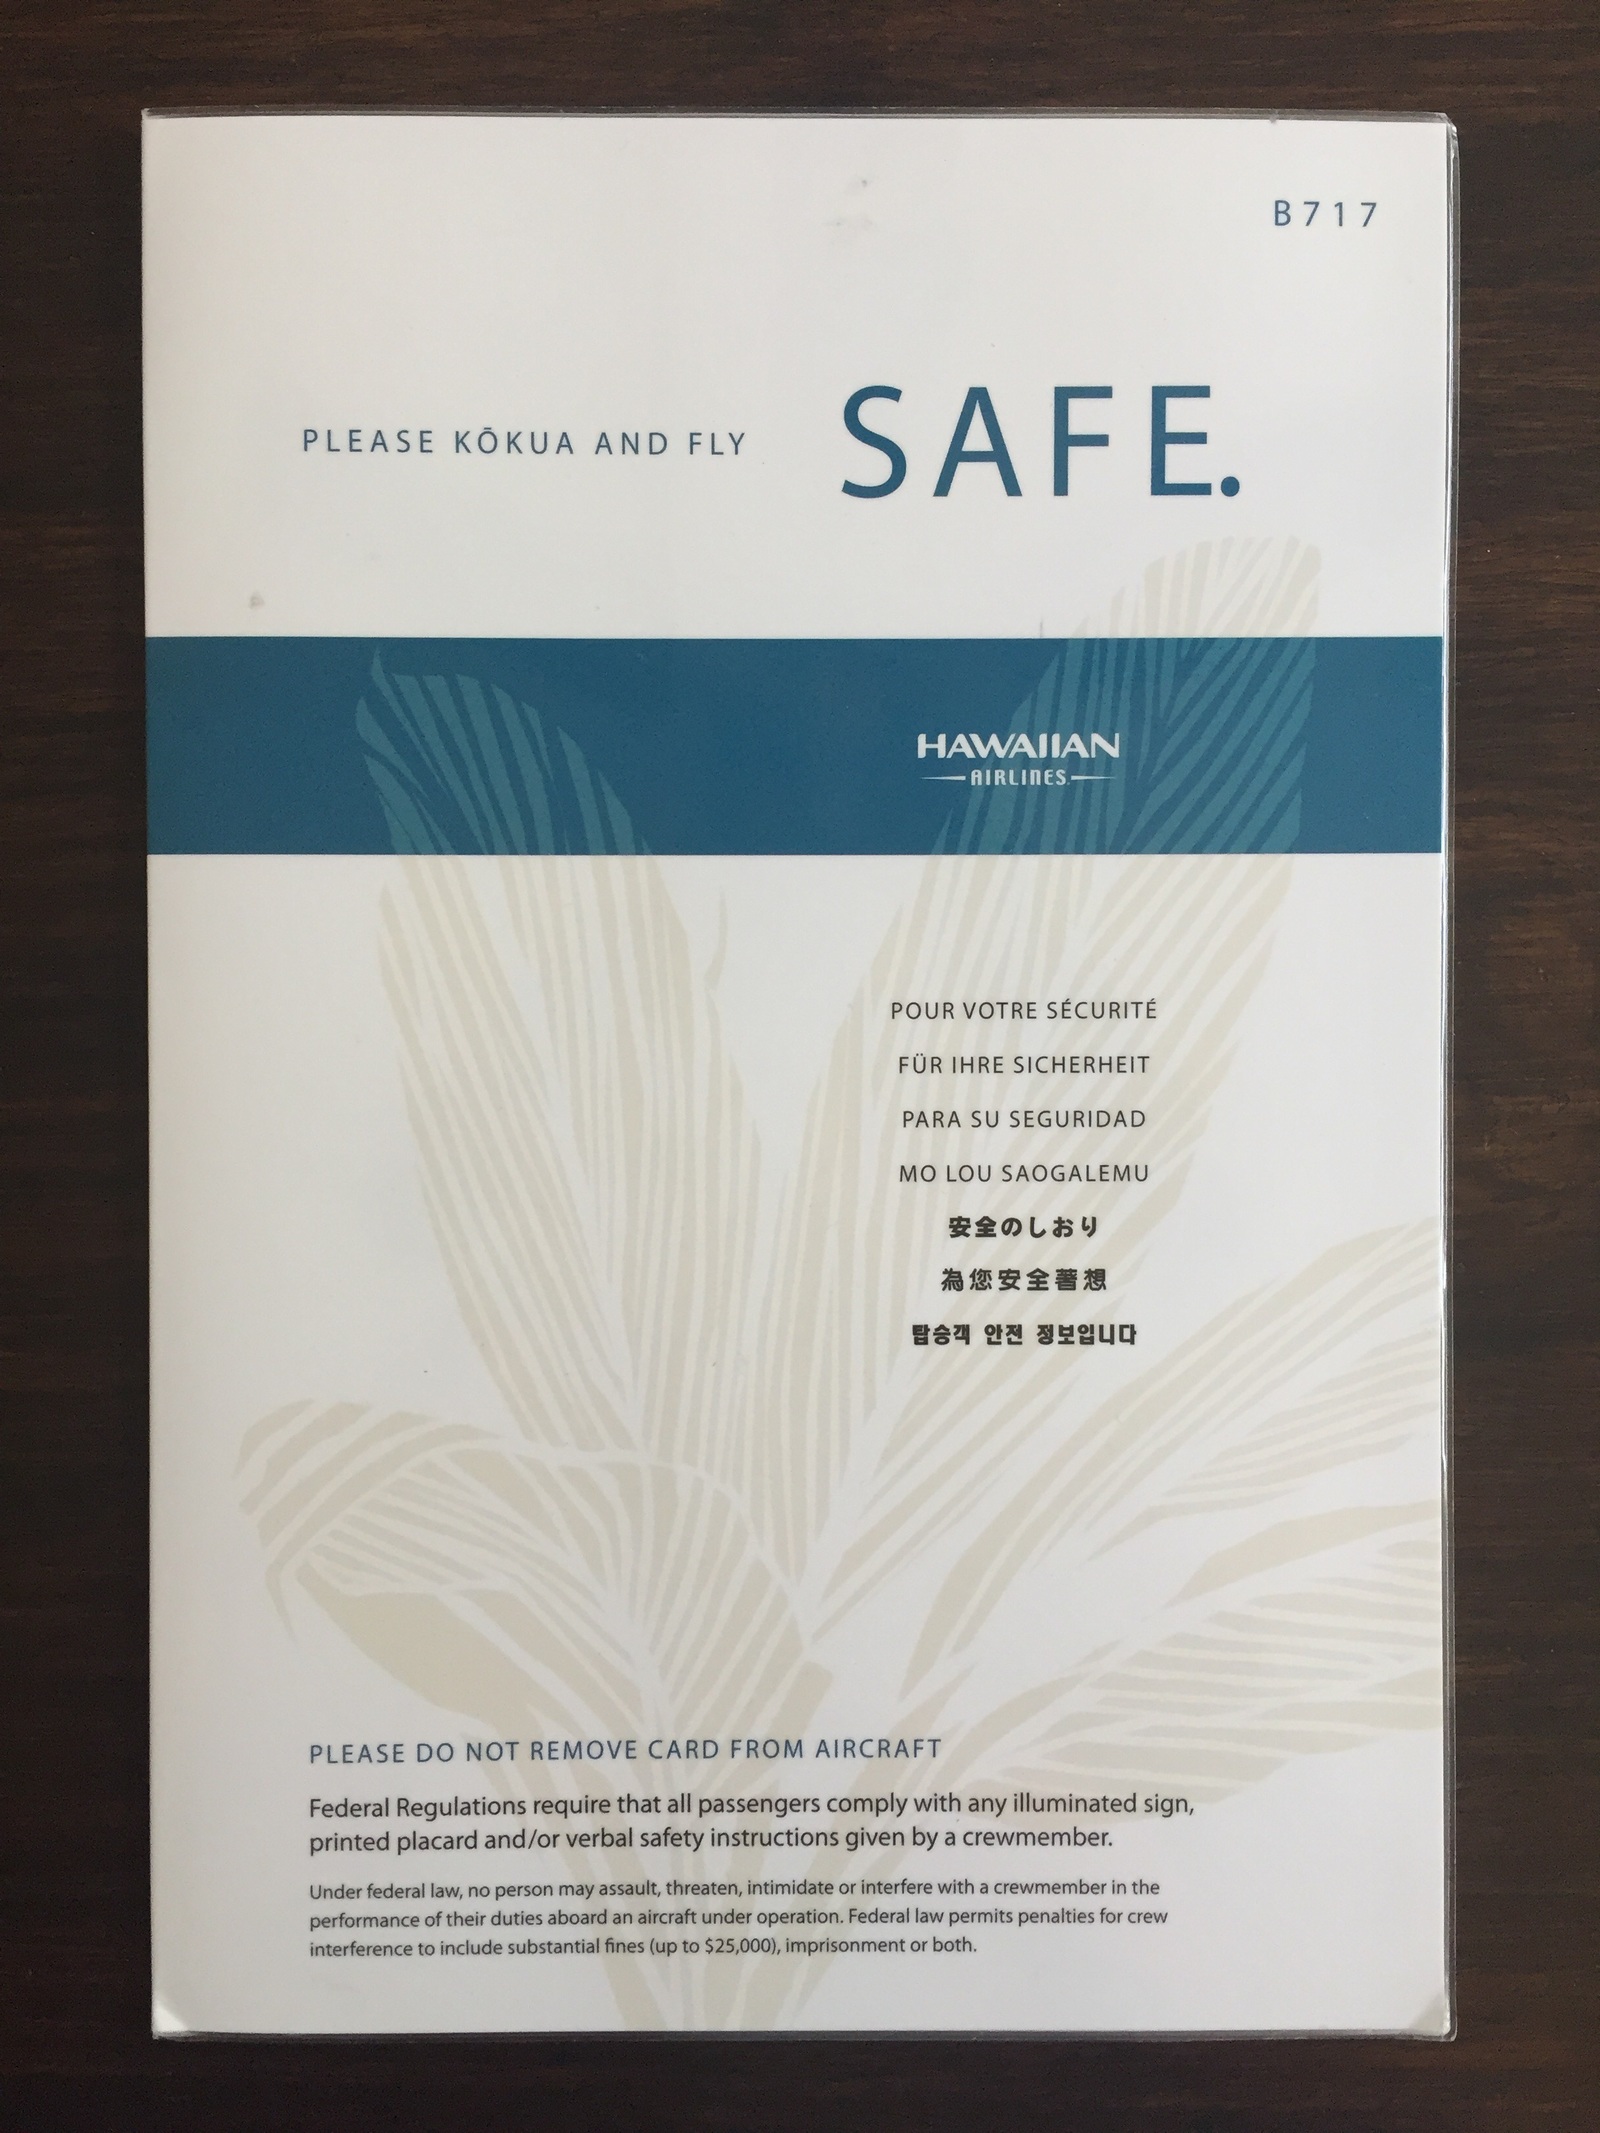 B717
PLEASE KŌKUA AND FLY SAFE.
HAWAIIAN
AIRLINES
POUR VOTRE SÉCURITÉ
FÜR IHRE SICHERHEIT
PARA SU SEGURIDAD
MO LOU SAOGALEMU
安全のしおり
為您安全著想
탑승객 안전 정보입니다
PLEASE DO NOT REMOVE CARD FROM AIRCRAFT
Federal Regulations require that all passengers comply with any illuminated sign,
printed placard and/or verbal safety instructions given by a crewmember.
Under federal law, no person may assault, threaten, intimidate or interfere with a crewmember in the
performance of their duties aboard an aircraft under operation. Federal law permits penalties for crew
interference to include substantial fines (up to $25,000), imprisonment or both.